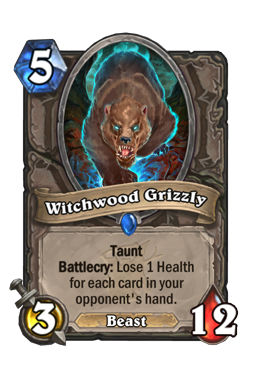 5
Witchwood Grizzly
Taunt
Battlecry: Lose 1 Health
for each card in your
opponent's hand.
3
Beast
12